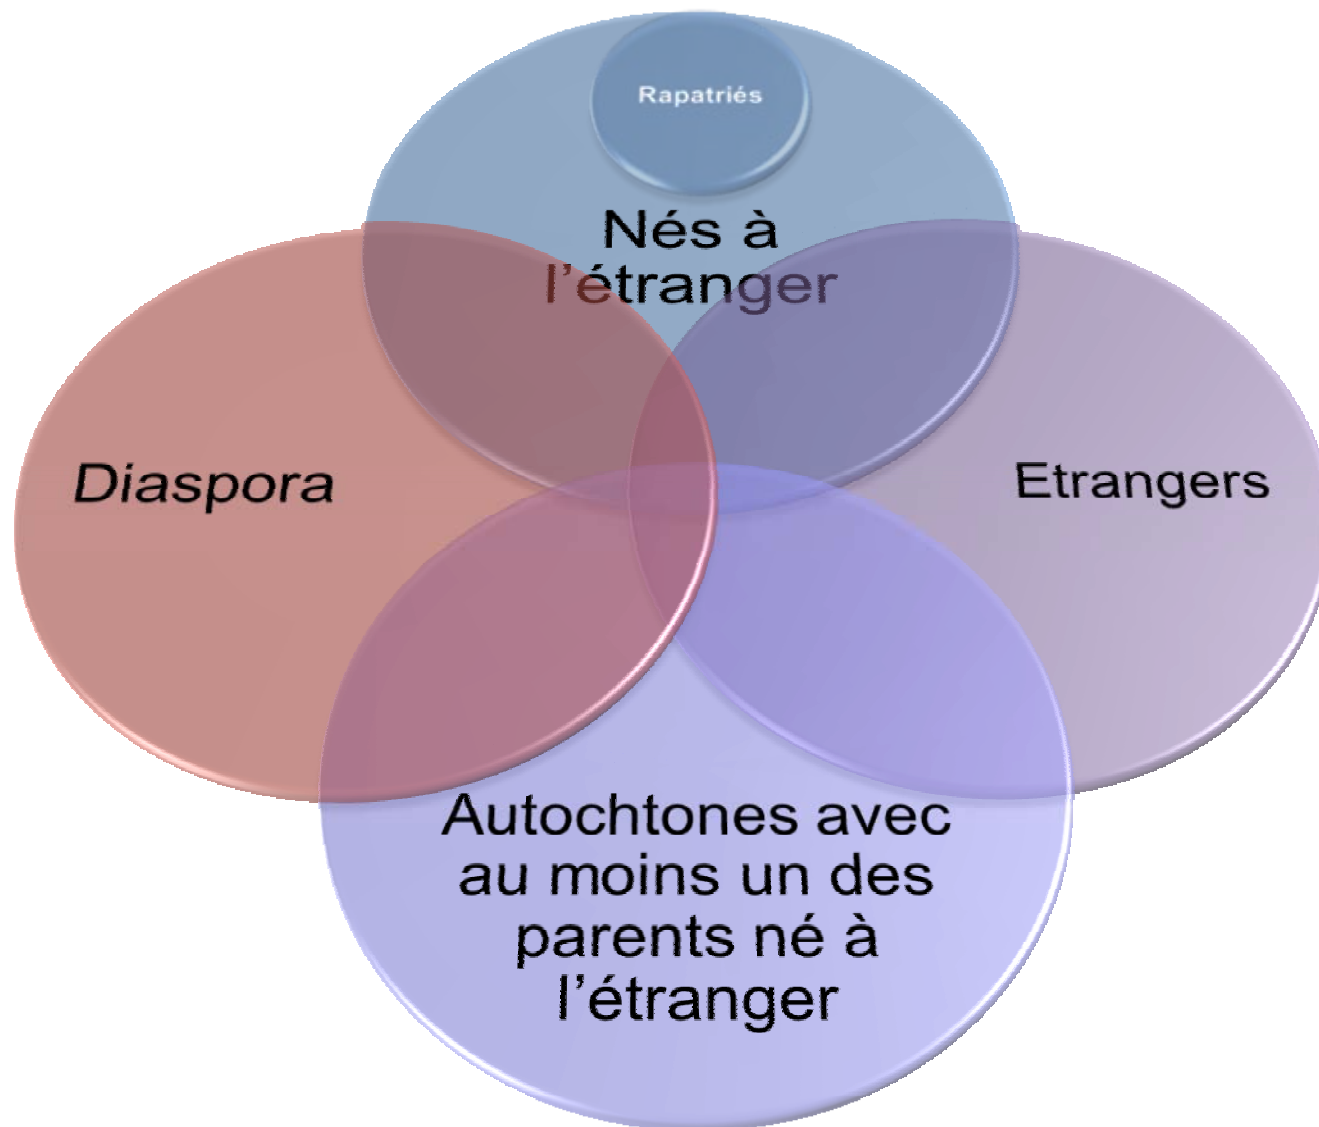 Rapatriés
Nés à
l’étranger
Diaspora
Etrangers
Autochtones avec
au moins un des
parents né à
l’étranger